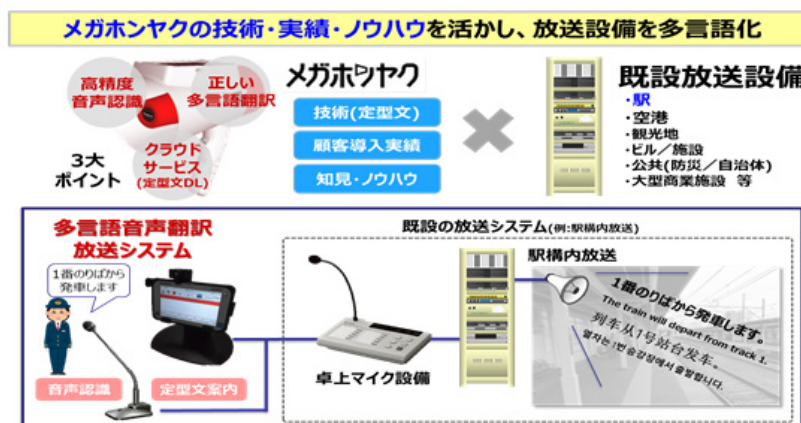 メガホンヤクの技術・実績・ノウハウを活かし、放送設備を多言語化
高精度
音声認識
正しい
多言語翻訳
3大
ポイント
クラウド
サービス
(定型文DL)
メガホンヤク
技術(定型文)
顧客導入実績
知見・ノウハウ
既設放送設備
・駅
・空港
・観光地
・ビル/施設
・公共(防災/自治体)
・大型商業施設 等
多言語音声翻訳
放送システム
1番のりばから
発車します
音声認識
定型文案内
既設の放送システム(例:駅構内放送)
卓上マイク設備
駅構内放送
1番のりばから発車します。
The train will depart from track 1.
列车从1号站台发车。
열차는 1번 승강장에서 출발합니다.